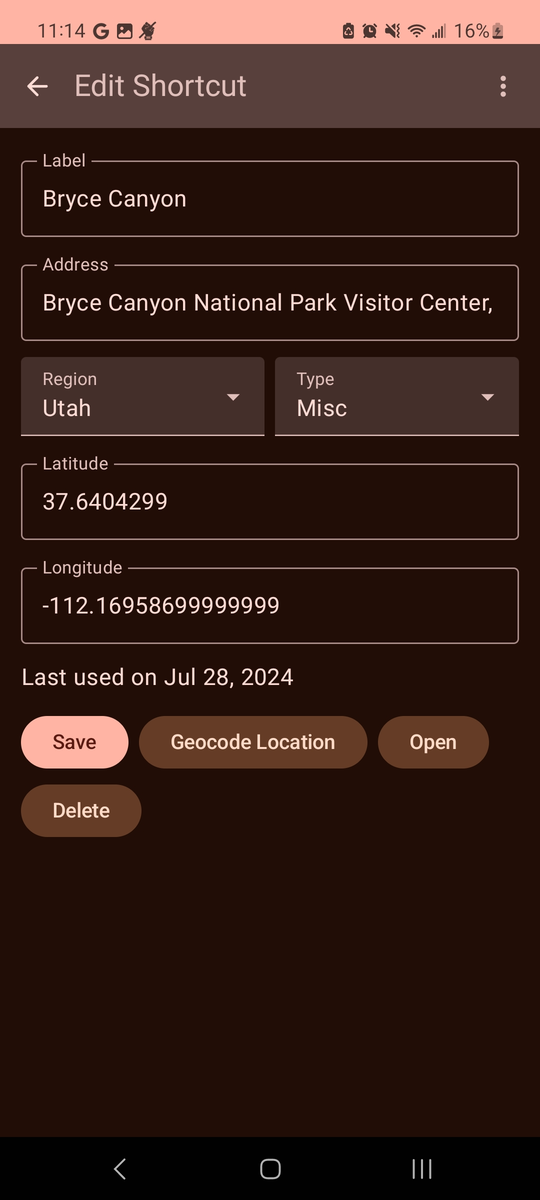 11:14 16%
Edit Shortcut
Label
Bryce Canyon
Address
Bryce Canyon National Park Visitor Center,
Region Type
Utah Misc
Latitude
37.6404299
Longitude
-112.16958699999999
Last used on Jul 28, 2024
Save Geocode Location Open
Delete